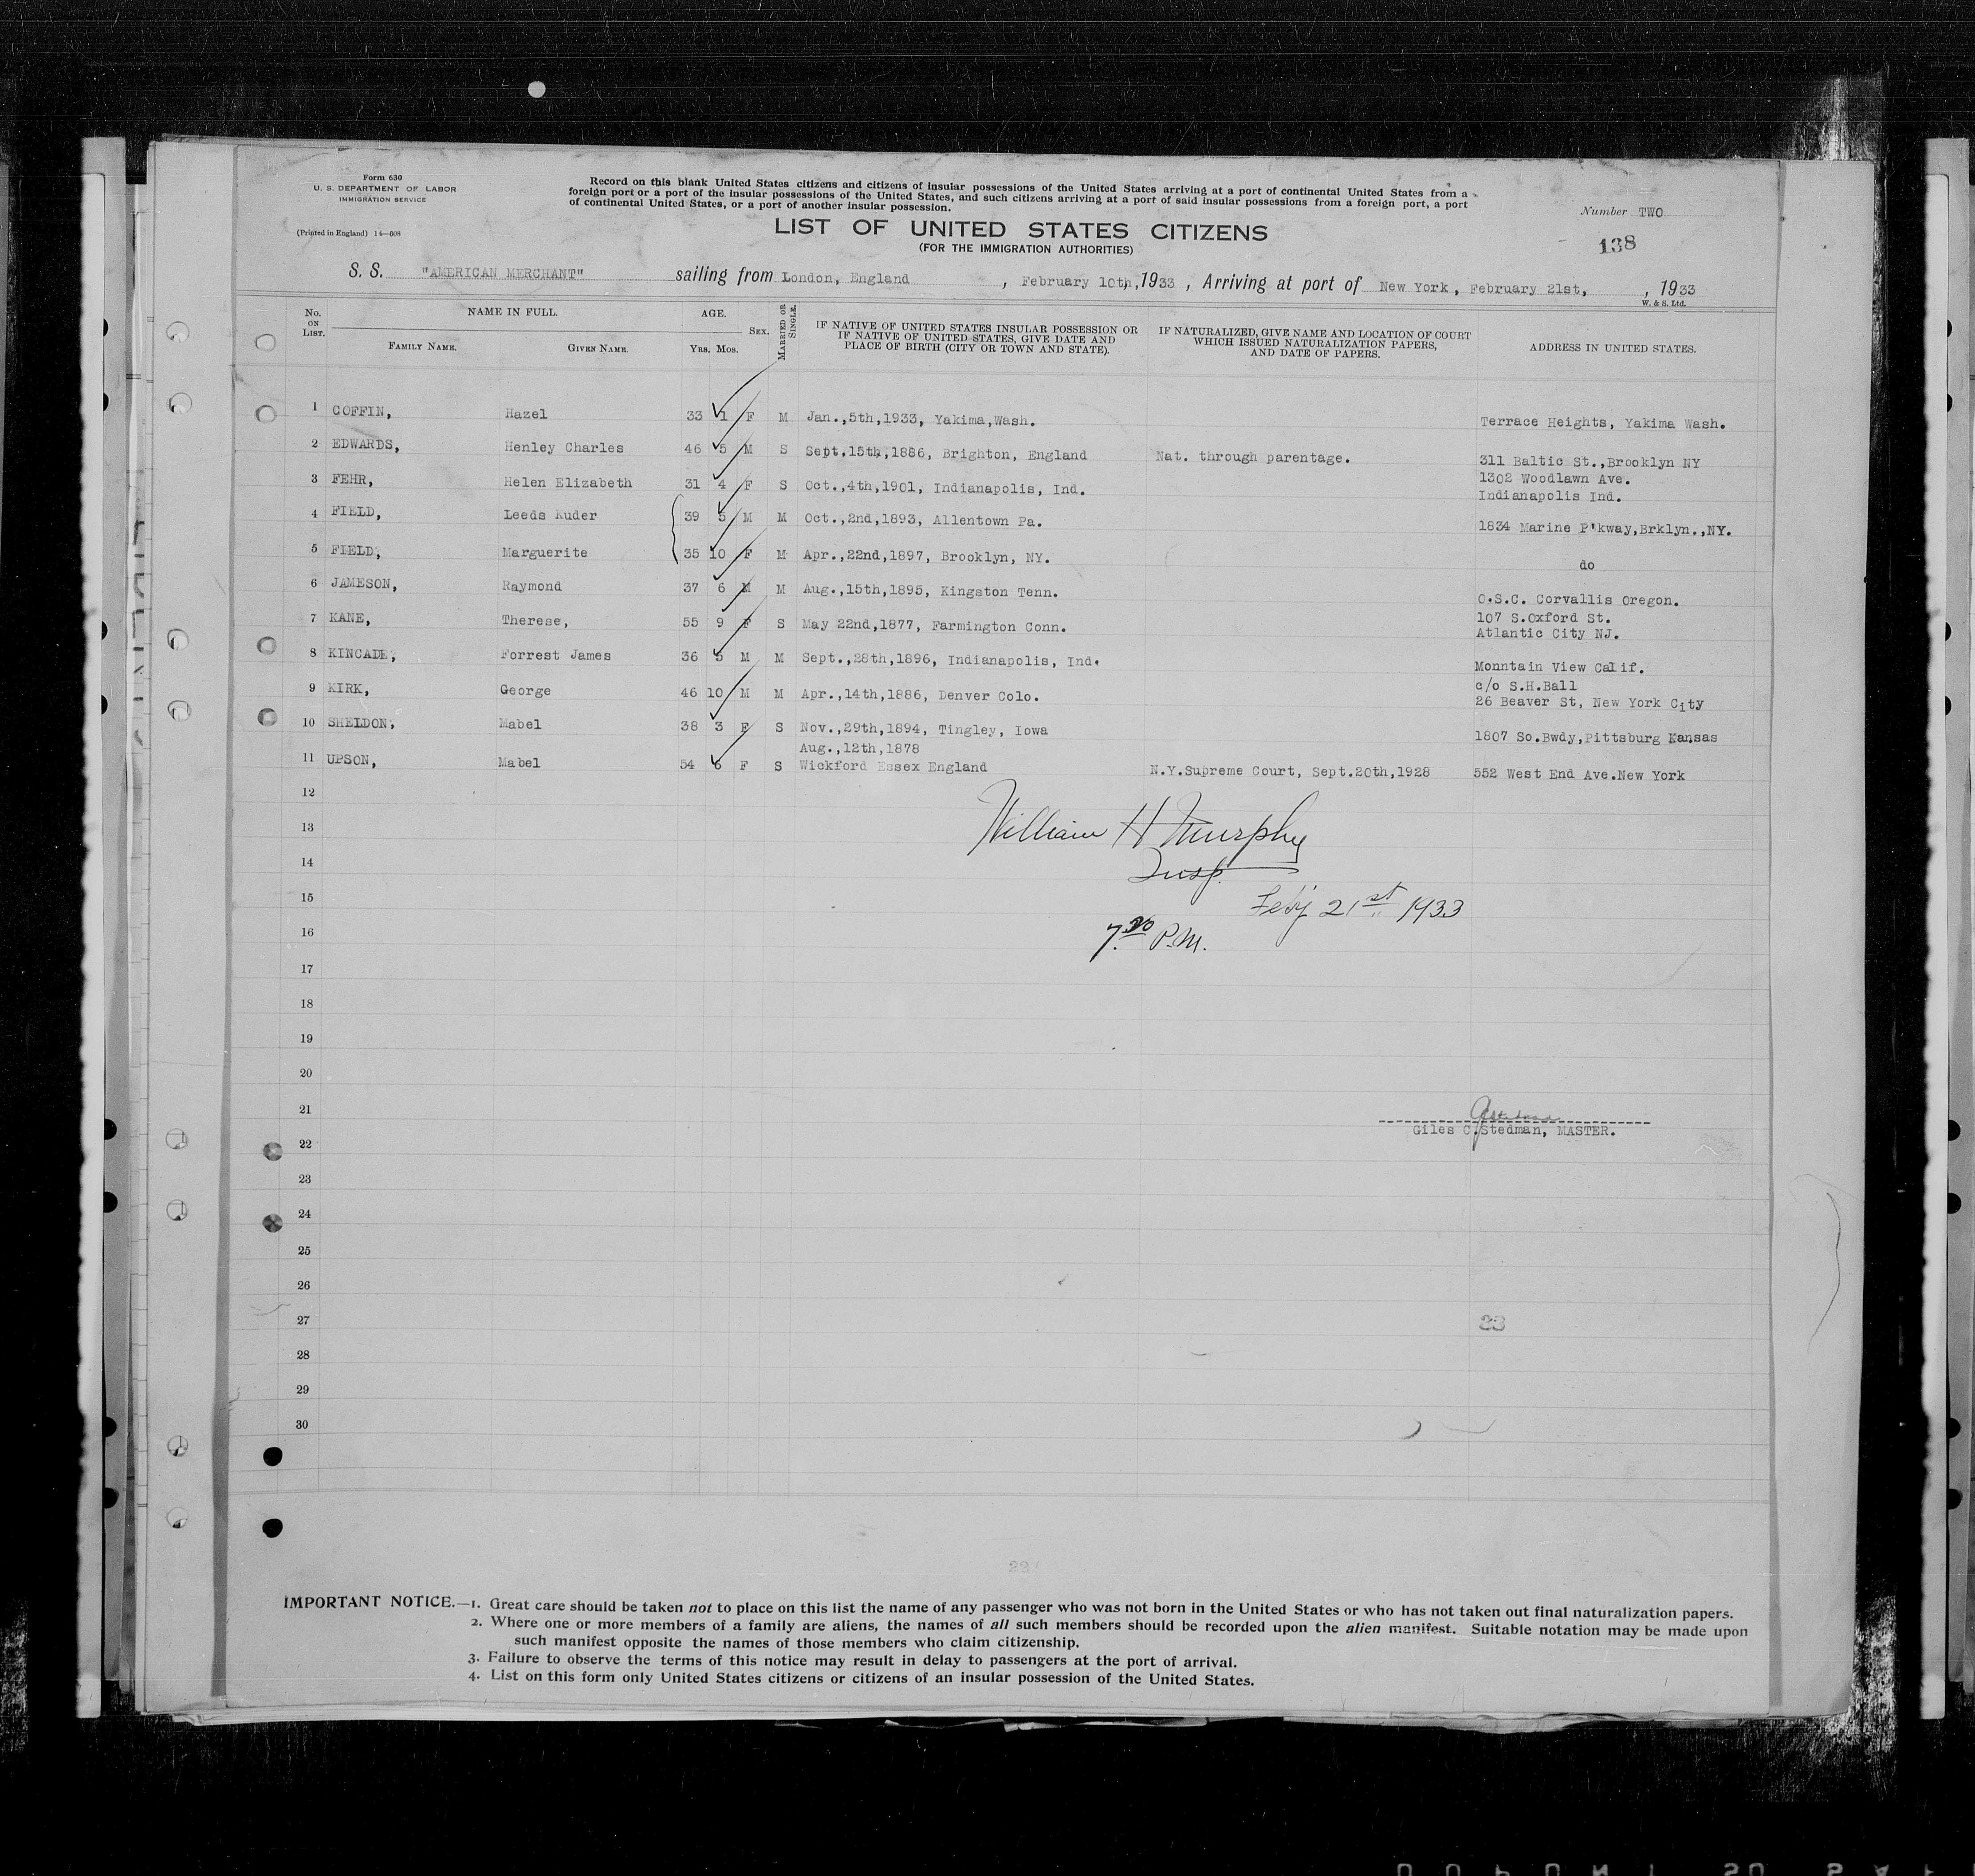 Form 630
U. S. DEPARTMENT OF LABOR
IMMIGRATION SERVICE
(Printed in England) 14—608
Record on this blank United States citizens and citizens of insular possessions of the United States arriving at a port of continental United States from a
foreign port or a port of the insular possessions of the United States, and such citizens arriving at a port of said insular possessions from a foreign port, a port
of continental United States, or a port of another insular possession.
Number TWO
LIST OF UNITED STATES CITIZENS
(FOR THE IMMIGRATION AUTHORITIES)
138
S. S. "AMERICAN MERCHANT" sailing from London, England , February 10th, 1933 , Arriving at port of New York, February 21st, , 1933
W. & S. Ltd.
No. ON LIST. NAME IN FULL. AGE. SEX. MARRIED OR SINGLE. IF NATIVE OF UNITED STATES INSULAR POSSESSION OR IF NATIVE OF UNITED STATES, GIVE DATE AND PLACE OF BIRTH (CITY OR TOWN AND STATE). IF NATURALIZED, GIVE NAME AND LOCATION OF COURT WHICH ISSUED NATURALIZATION PAPERS, AND DATE OF PAPERS. ADDRESS IN UNITED STATES.
FAMILY NAME. GIVEN NAME. Yrs. Mos.
1 COFFIN, Hazel 33 1 F M Jan.,5th,1933, Yakima,Wash. Terrace Heights, Yakima Wash.
2 EDWARDS, Henley Charles 46 5 M S Sept.15th,1886, Brighton, England Nat. through parentage. 311 Baltic St.,Brooklyn NY
3 FEHR, Helen Elizabeth 31 4 F S Oct.,4th,1901, Indianapolis, Ind. 1302 Woodlawn Ave.
Indianapolis Ind.
4 FIELD, Leeds Ruder 39 5 M M Oct.,2nd,1893, Allentown Pa. 1834 Marine P'kway,Brklyn.,NY.
5 FIELD, Marguerite 35 10 F M Apr.,22nd,1897, Brooklyn, NY. do
6 JAMESON, Raymond 37 6 M M Aug.,15th,1895, Kingston Tenn. O.S.C. Corvallis Oregon.
7 KANE, Therese, 55 9 F S May 22nd,1877, Farmington Conn. 107 S.Oxford St.
Atlantic City NJ.
8 KINCADE, Forrest James 36 5 M M Sept.,28th,1896, Indianapolis, Ind. Monntain View Calif.
9 KIRK, George 46 10 M M Apr.,14th,1886, Denver Colo. c/o S.H.Ball
26 Beaver St, New York City
10 SHELDON, Mabel 38 3 F S Nov.,29th,1894, Tingley, Iowa 1807 So.Bwdy,Pittsburg Kansas
Aug.,12th,1878
11 UPSON, Mabel 54 6 F S Wickford Essex England N.Y.Supreme Court, Sept.20th,1928 552 West End Ave.New York
12
13 William H Murphy
14 Insp.
15 Feb'y 21st 1933
16 7.30 P.M.
17
18
19
20
21
Giles C.Stedman, MASTER.
22
23
24
25
26
27 23
28
29
30
IMPORTANT NOTICE.—1. Great care should be taken not to place on this list the name of any passenger who was not born in the United States or who has not taken out final naturalization papers.
2. Where one or more members of a family are aliens, the names of all such members should be recorded upon the alien manifest. Suitable notation may be made upon
such manifest opposite the names of those members who claim citizenship.
3. Failure to observe the terms of this notice may result in delay to passengers at the port of arrival.
4. List on this form only United States citizens or citizens of an insular possession of the United States.